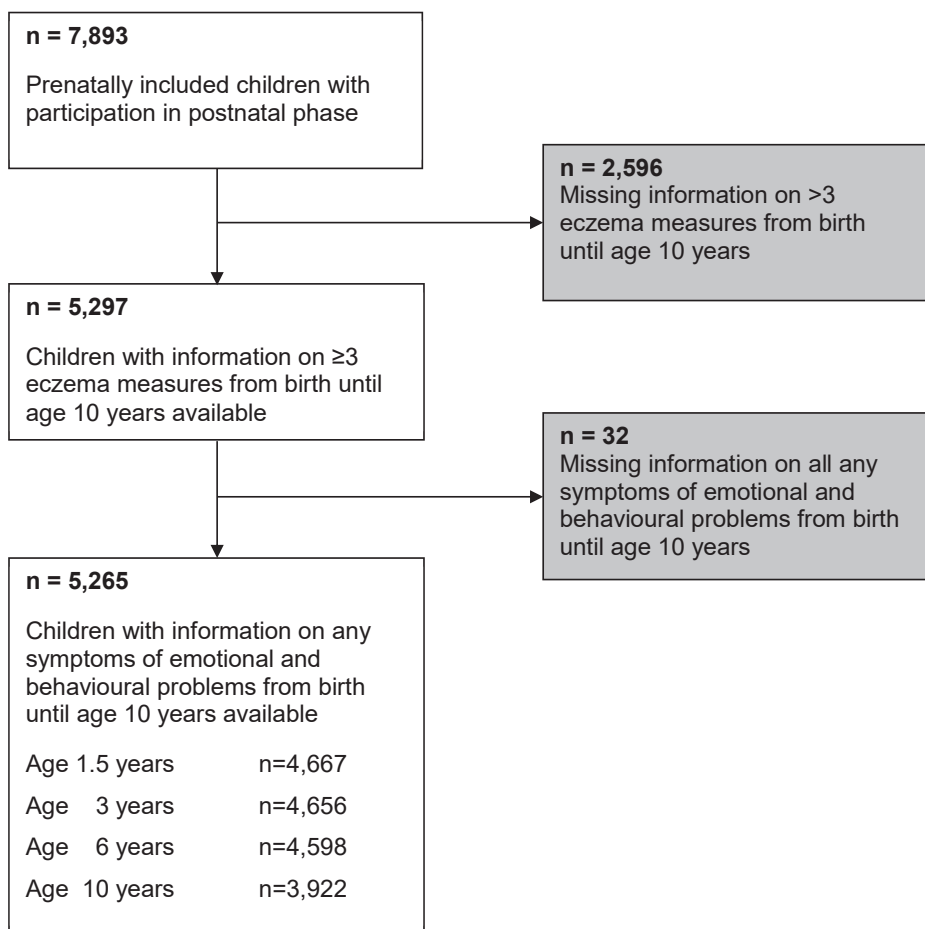 n = 7,893
Prenatally included children with
participation in postnatal phase
n = 2,596
Missing information on >3
eczema measures from birth
until age 10 years
n = 5,297
Children with information on ≥3
eczema measures from birth until
age 10 years available
n = 32
Missing information on all any
symptoms of emotional and
behavioural problems from birth
until age 10 years
n = 5,265
Children with information on any
symptoms of emotional and
behavioural problems from birth
until age 10 years available
Age 1.5 years n=4,667
Age 3 years n=4,656
Age 6 years n=4,598
Age 10 years n=3,922